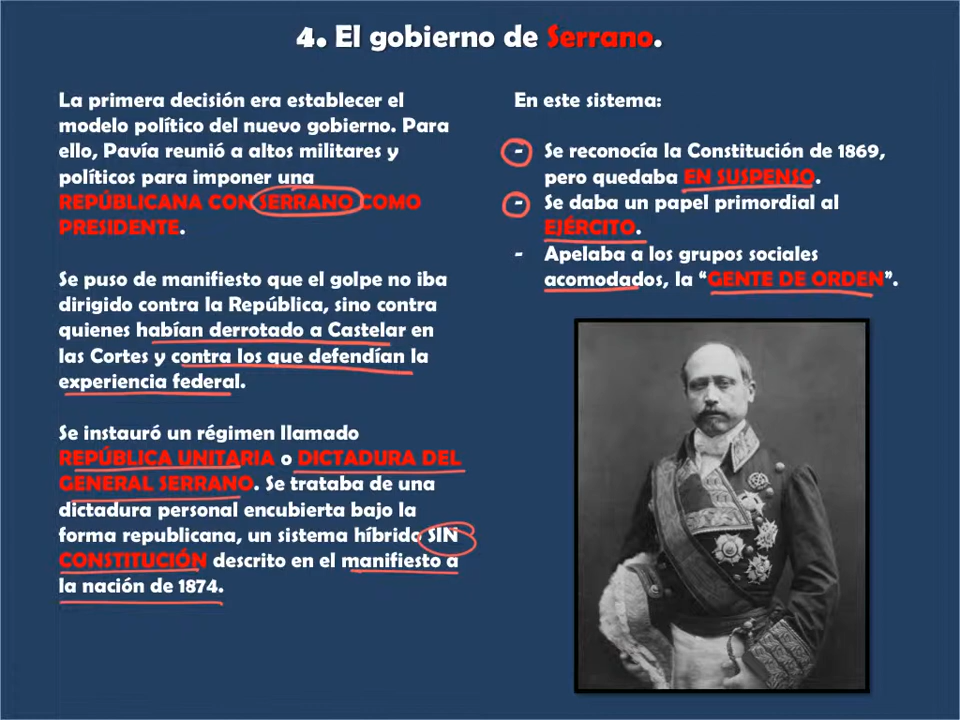 4. El gobierno de Serrano.
La primera decisión era establecer el
modelo político del nuevo gobierno. Para
ello, Pavía reunió a altos militares y
políticos para imponer una
REPÚBLICANA CON SERRANO COMO
PRESIDENTE.
Se puso de manifiesto que el golpe no iba
dirigido contra la República, sino contra
quienes habían derrotado a Castelar en
las Cortes y contra los que defendían la
experiencia federal.
Se instauró un régimen llamado
REPÚBLICA UNITARIA o DICTADURA DEL
GENERAL SERRANO. Se trataba de una
dictadura personal encubierta bajo la
forma republicana, un sistema híbrido SIN
CONSTITUCIÓN descrito en el manifiesto a
la nación de 1874.
En este sistema:
- Se reconocía la Constitución de 1869,
pero quedaba EN SUSPENSO.
- Se daba un papel primordial al
EJÉRCITO.
- Apelaba a los grupos sociales
acomodados, la “GENTE DE ORDEN”.